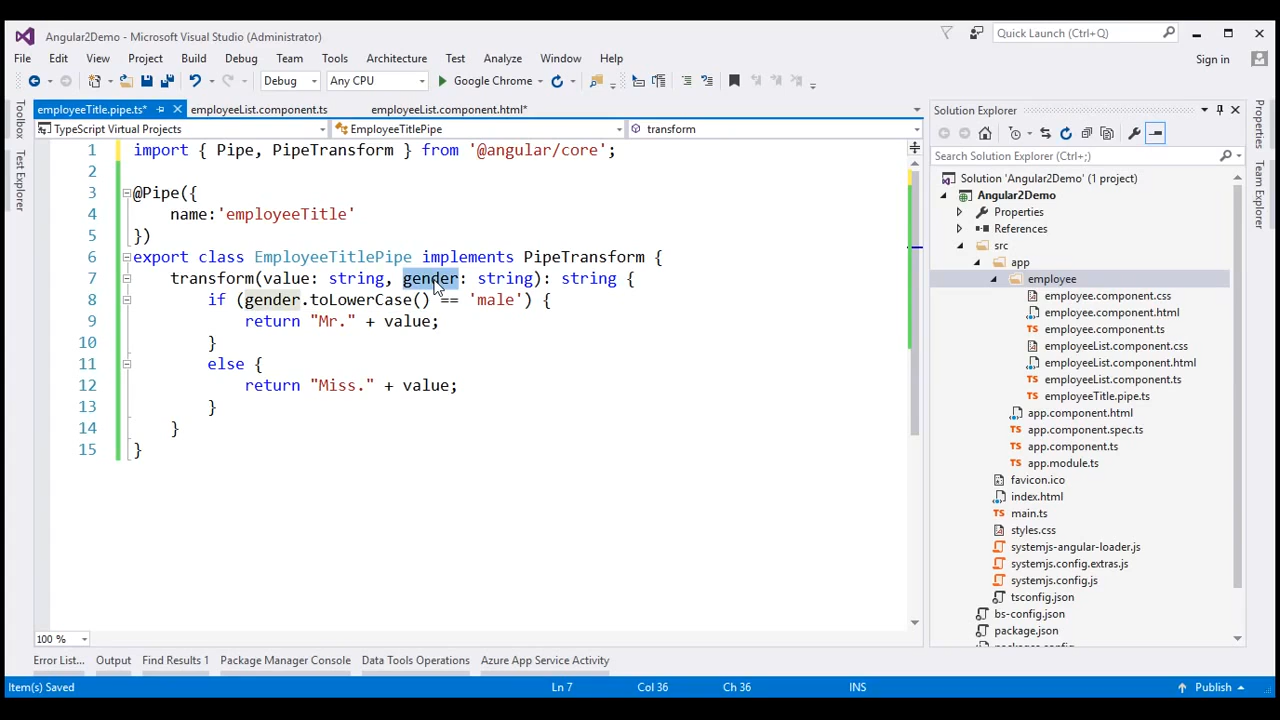 Angular2Demo - Microsoft Visual Studio (Administrator)
Quick Launch (Ctrl+Q)
File Edit View Project Build Debug Team Tools Architecture Test Analyze Window Help
Sign in
Debug Any CPU Google Chrome
employeeTitle.pipe.ts* employeeList.component.ts employeeList.component.html*
TypeScript Virtual Projects EmployeeTitlePipe transform
Toolbox
Test Explorer
1 import { Pipe, PipeTransform } from '@angular/core';
2
3 @Pipe({
4 name:'employeeTitle'
5 })
6 export class EmployeeTitlePipe implements PipeTransform {
7 transform(value: string, gender: string): string {
8 if (gender.toLowerCase() == 'male') {
9 return "Mr." + value;
10 }
11 else {
12 return "Miss." + value;
13 }
14 }
15 }
100 %
Solution Explorer
Search Solution Explorer (Ctrl+;)
Solution 'Angular2Demo' (1 project)
Angular2Demo
Properties
References
src
app
employee
employee.component.css
employee.component.html
employee.component.ts
employeeList.component.css
employeeList.component.html
employeeList.component.ts
employeeTitle.pipe.ts
app.component.html
app.component.spec.ts
app.component.ts
app.module.ts
favicon.ico
index.html
main.ts
styles.css
systemjs-angular-loader.js
systemjs.config.extras.js
systemjs.config.js
tsconfig.json
bs-config.json
package.json
Properties
Team Explorer
Error List... Output Find Results 1 Package Manager Console Data Tools Operations Azure App Service Activity
Item(s) Saved Ln 7 Col 36 Ch 36 INS Publish